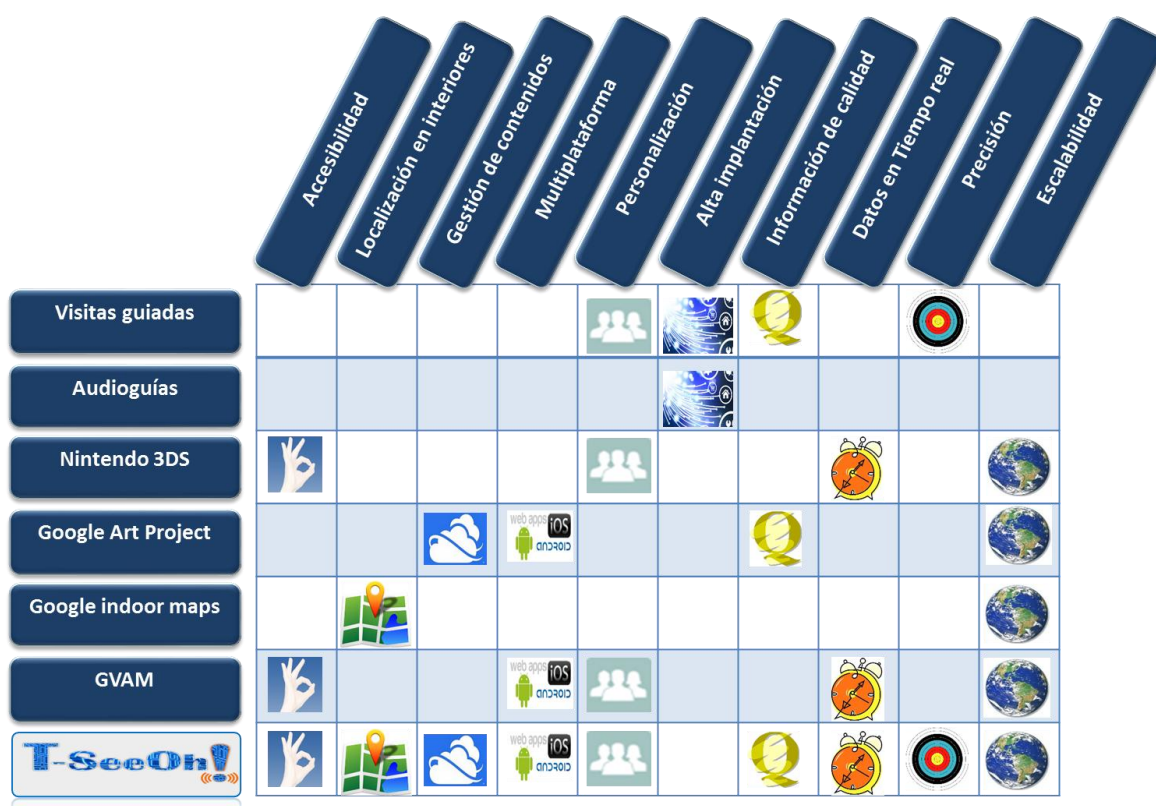 Accesibilidad
Localización en interiores
Gestión de contenidos
Multiplataforma
Personalización
Alta implantación
Información de calidad
Datos en Tiempo real
Precisión
Escalabilidad
Visitas guiadas
Audioguías
Nintendo 3DS
Google Art Project
web apps iOS
ANDROID
Google indoor maps
GVAM
web apps iOS
ANDROID
T-SeeOh!
web apps iOS
ANDROID